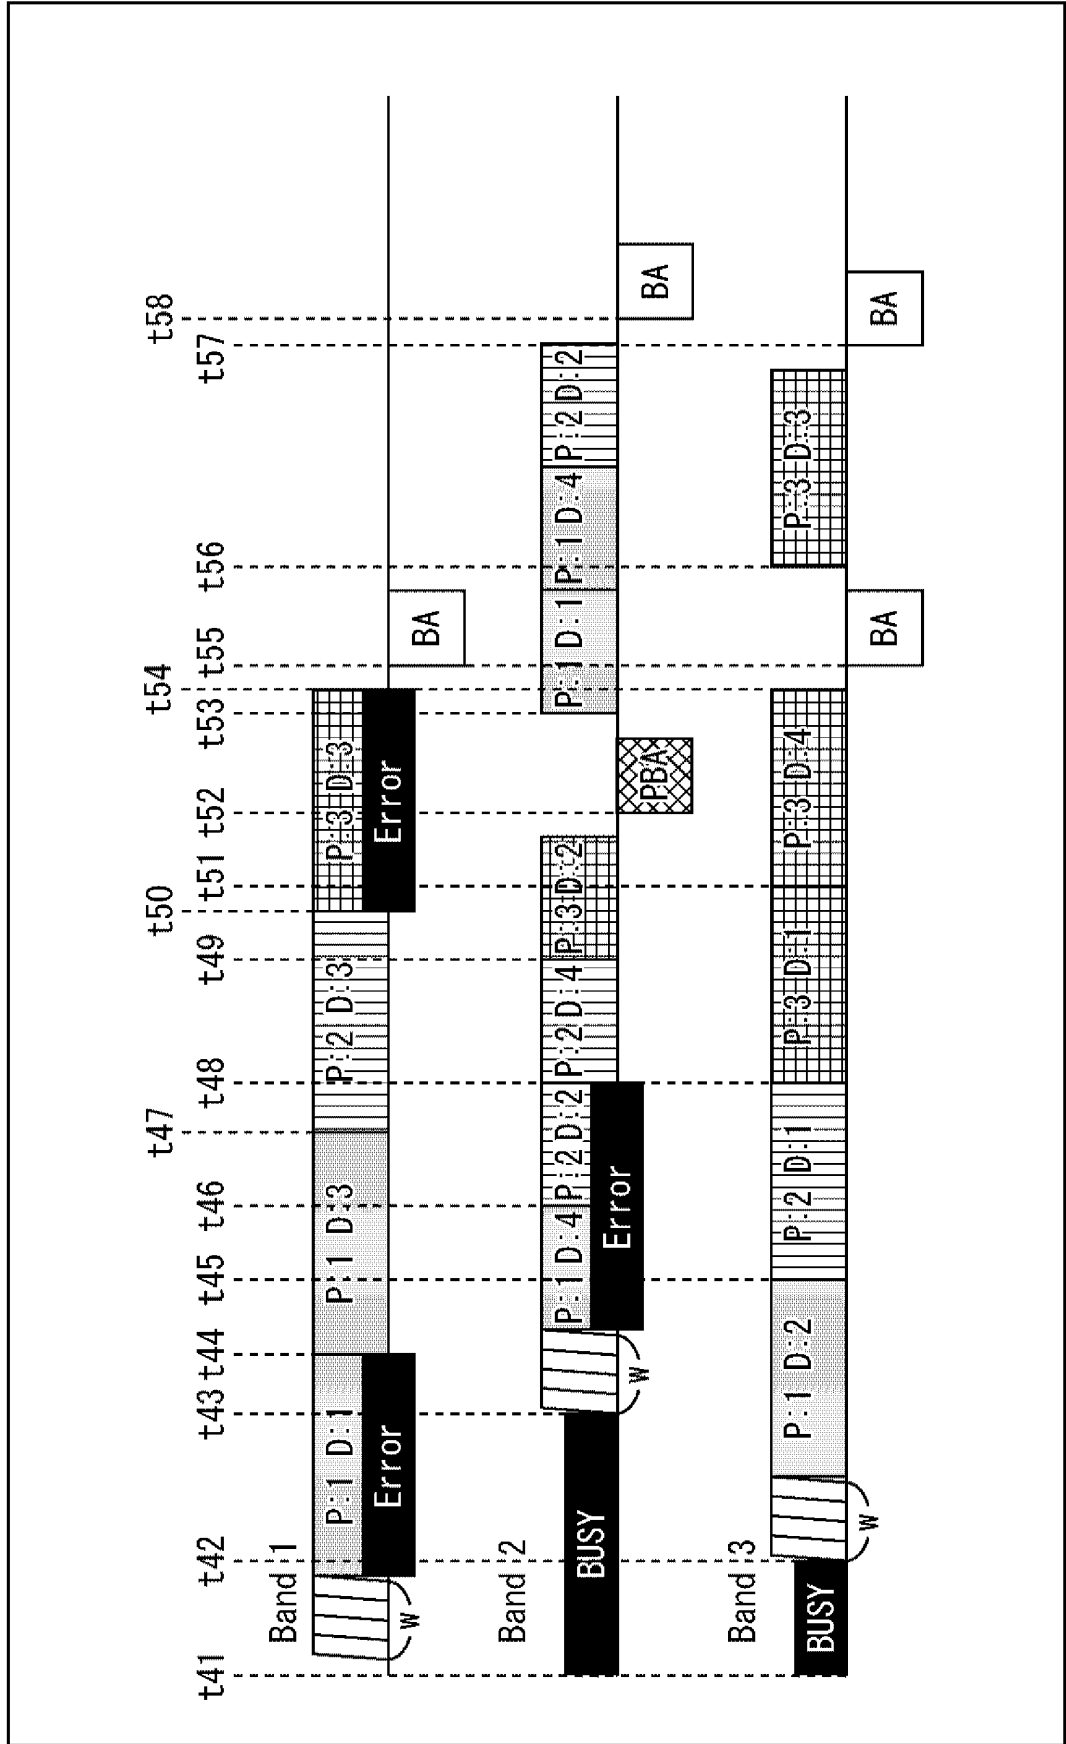 t41
t42
t43
t44
t45
t46
t47
t48
t49
t50
t51
t52
t53
t54
t55
t56
t57
t58
Band 1
W
P:1 D:1
Error
P:1 D:3
P:2 D:3
P:3 D:3
Error
BA
Band 2
BUSY
W
P:1 D:4
P:2 D:2
Error
P:2 D:4
P:3 D:2
PBA
P:1 D:1
P:1 D:4
P:2 D:2
BA
Band 3
BUSY
W
P:1 D:2
P:2 D:1
P:3 D:1
P:3 D:4
BA
P:3 D:3
BA